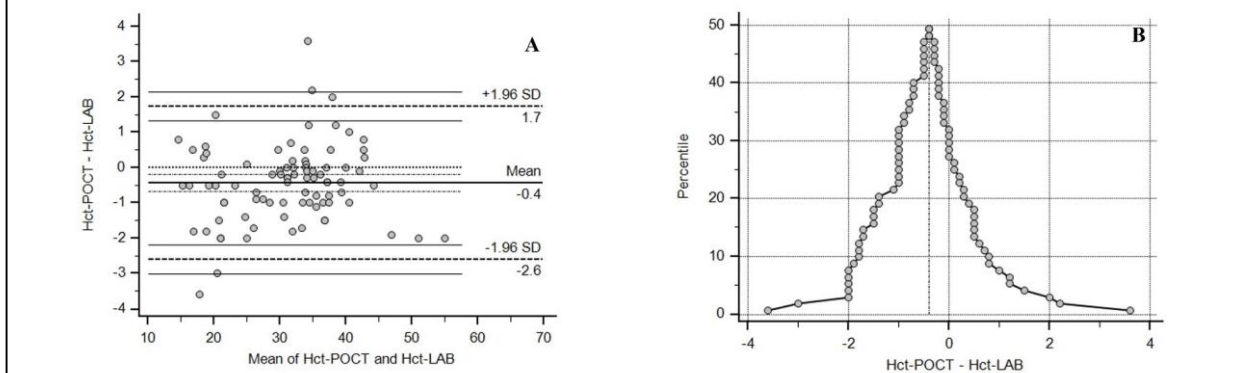 A
Hct-POCT - Hct-LAB
4
3
2
1
0
-1
-2
-3
-4
+1.96 SD
1.7
Mean
-0.4
-1.96 SD
-2.6
10 20 30 40 50 60 70
Mean of Hct-POCT and Hct-LAB
B
Percentile
50
40
30
20
10
0
-4 -2 0 2 4
Hct-POCT - Hct-LAB